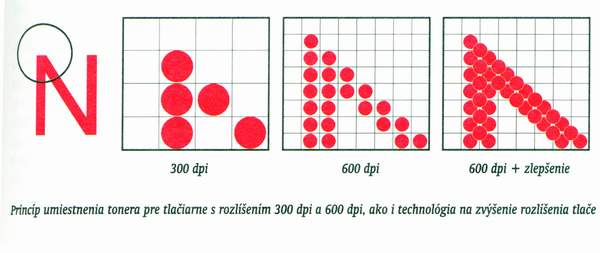 N
300 dpi
600 dpi
600 dpi + zlepšenie
Princíp umiestnenia tonera pre tlačiarne s rozlíšením 300 dpi a 600 dpi, ako i technológia na zvýšenie rozlíšenia tlače